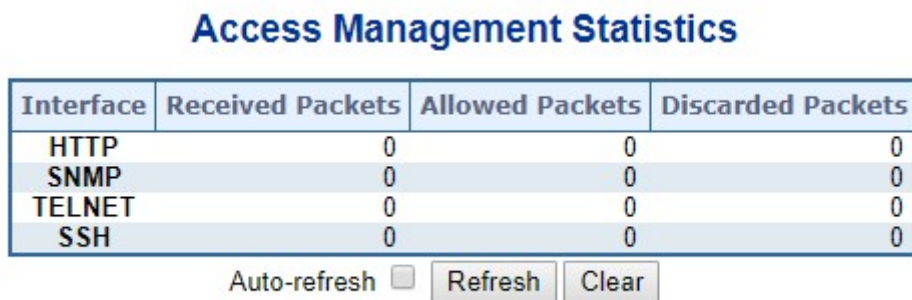 Access Management Statistics
Interface Received Packets Allowed Packets Discarded Packets
HTTP 0 0 0
SNMP 0 0 0
TELNET 0 0 0
SSH 0 0 0
Auto-refresh Refresh Clear